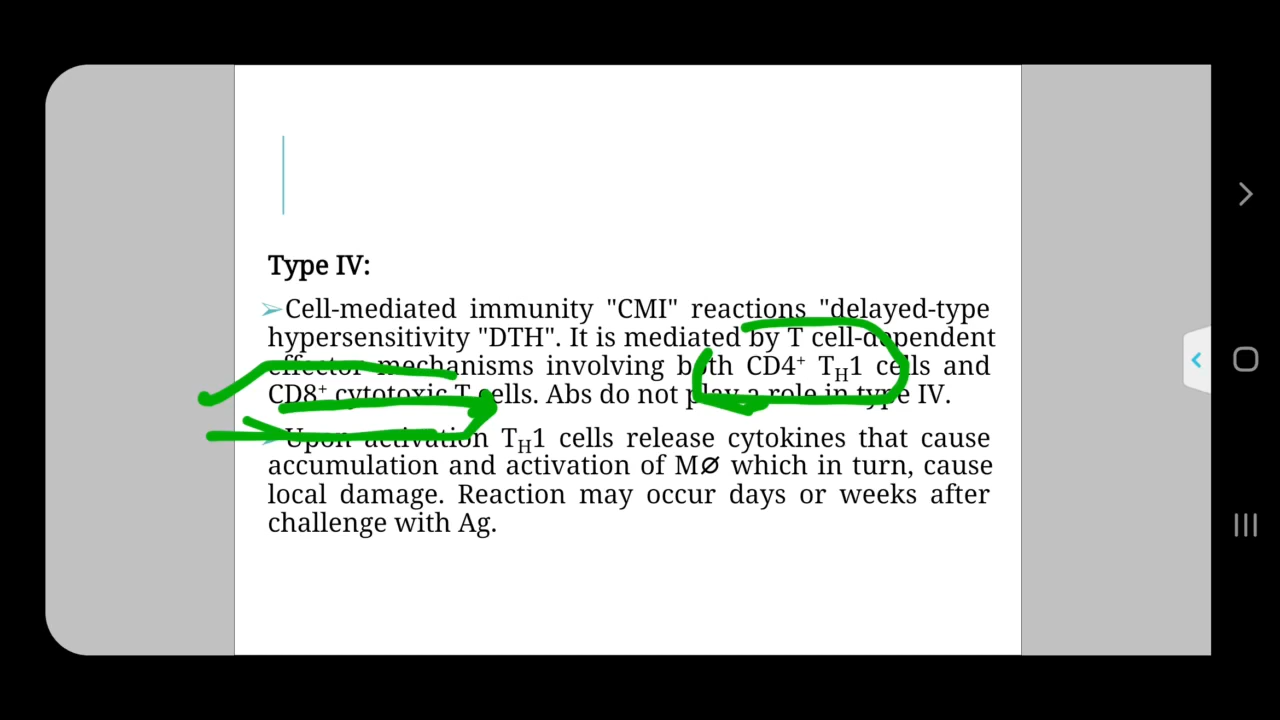 Type IV:
➢Cell-mediated immunity "CMI" reactions "delayed-type
hypersensitivity "DTH". It is mediated by T cell-dependent
effector mechanisms involving both CD4⁺ T_H1 cells and
CD8⁺ cytotoxic T cells. Abs do not play a role in type IV.
➢Upon activation T_H1 cells release cytokines that cause
accumulation and activation of MØ which in turn, cause
local damage. Reaction may occur days or weeks after
challenge with Ag.